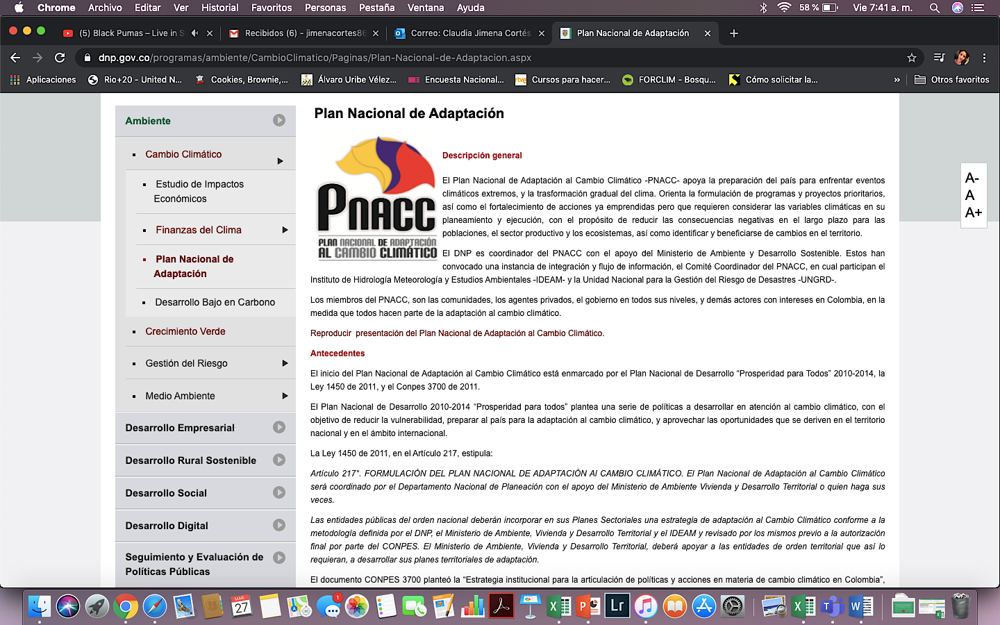 Chrome Archivo Editar Ver Historial Favoritos Personas Pestaña Ventana Ayuda 58 % Vie 7:41 a. m.
(5) Black Pumas – Live in S Recibidos (6) - jimenacortes86 Correo: Claudia Jimena Cortés Plan Nacional de Adaptación
dnp.gov.co/programas/ambiente/CambioClimatico/Paginas/Plan-Nacional-de-Adaptacion.aspx
Aplicaciones Rio+20 - United N... Cookies, Brownie,... Álvaro Uribe Vélez... Encuesta Nacional... rtve Cursos para hacer... FORCLIM - Bosqu... Cómo solicitar la... » Otros favoritos
Ambiente
Cambio Climático
Estudio de Impactos
Económicos
Finanzas del Clima
Plan Nacional de
Adaptación
Desarrollo Bajo en Carbono
Crecimiento Verde
Gestión del Riesgo
Medio Ambiente
Desarrollo Empresarial
Desarrollo Rural Sostenible
Desarrollo Social
Desarrollo Digital
Seguimiento y Evaluación de
Políticas Públicas
Plan Nacional de Adaptación
PNACC
PLAN NACIONAL DE ADAPTACIÓN
AL CAMBIO CLIMÁTICO
Descripción general
El Plan Nacional de Adaptación al Cambio Climático -PNACC- apoya la preparación del país para enfrentar eventos
climáticos extremos, y la trasformación gradual del clima. Orienta la formulación de programas y proyectos prioritarios,
así como el fortalecimiento de acciones ya emprendidas pero que requieren considerar las variables climáticas en su
planeamiento y ejecución, con el propósito de reducir las consecuencias negativas en el largo plazo para las
poblaciones, el sector productivo y los ecosistemas, así como identificar y beneficiarse de cambios en el territorio.
El DNP es coordinador del PNACC con el apoyo del Ministerio de Ambiente y Desarrollo Sostenible. Estos han
convocado una instancia de integración y flujo de información, el Comité Coordinador del PNACC, en cual participan el
Instituto de Hidrología Meteorología y Estudios Ambientales -IDEAM- y la Unidad Nacional para la Gestión del Riesgo de Desastres -UNGRD-.
Los miembros del PNACC, son las comunidades, los agentes privados, el gobierno en todos sus niveles, y demás actores con intereses en Colombia, en la
medida que todos hacen parte de la adaptación al cambio climático.
Reproducir presentación del Plan Nacional de Adaptación al Cambio Climático.
Antecedentes
El inicio del Plan Nacional de Adaptación al Cambio Climático está enmarcado por el Plan Nacional de Desarrollo “Prosperidad para Todos” 2010-2014, la
Ley 1450 de 2011, y el Conpes 3700 de 2011.
El Plan Nacional de Desarrollo 2010-2014 “Prosperidad para todos” plantea una serie de políticas a desarrollar en atención al cambio climático, con el
objetivo de reducir la vulnerabilidad, preparar al país para la adaptación al cambio climático, y aprovechar las oportunidades que se deriven en el territorio
nacional y en el ámbito internacional.
La Ley 1450 de 2011, en el Artículo 217, estipula:
Artículo 217°. FORMULACIÓN DEL PLAN NACIONAL DE ADAPTACIÓN Al CAMBIO CLIMÁTICO. El Plan Nacional de Adaptación al Cambio Climático
será coordinado por el Departamento Nacional de Planeación con el apoyo del Ministerio de Ambiente Vivienda y Desarrollo Territorial o quien haga sus
veces.
Las entidades públicas del orden nacional deberán incorporar en sus Planes Sectoriales una estrategia de adaptación al Cambio Climático conforme a la
metodología definida por el DNP, el Ministerio de Ambiente, Vivienda y Desarrollo Territorial y el IDEAM y revisado por los mismos previo a la autorización
final por parte del CONPES. El Ministerio de Ambiente, Vivienda y Desarrollo Territorial, deberá apoyar a las entidades de orden territorial que así lo
requieran, a desarrollar sus planes territoriales de adaptación.
El documento CONPES 3700 planteó la “Estrategia institucional para la articulación de políticas y acciones en materia de cambio climático en Colombia”,
A-
A
A+
MAR
27
1
Lr